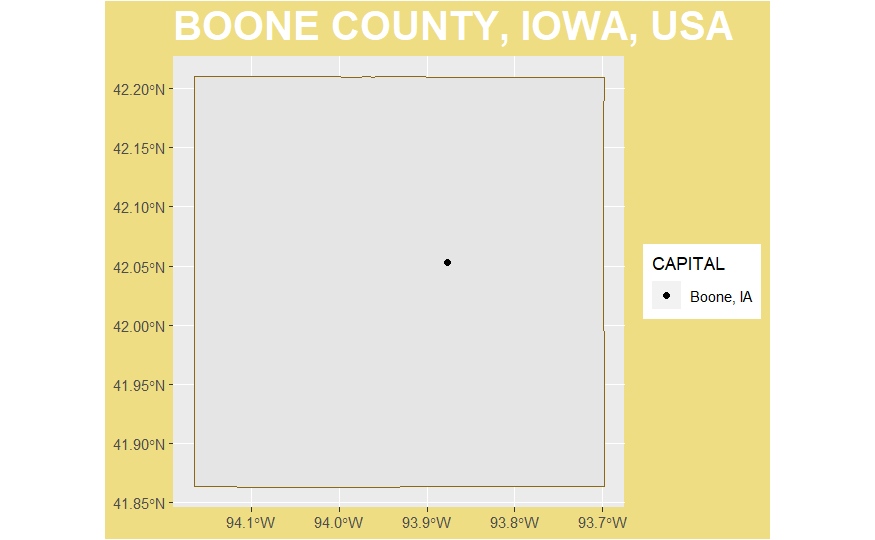 BOONE COUNTY, IOWA, USA
42.20°N
42.15°N
42.10°N
42.05°N
42.00°N
41.95°N
41.90°N
41.85°N
94.1°W 94.0°W 93.9°W 93.8°W 93.7°W
CAPITAL
Boone, IA